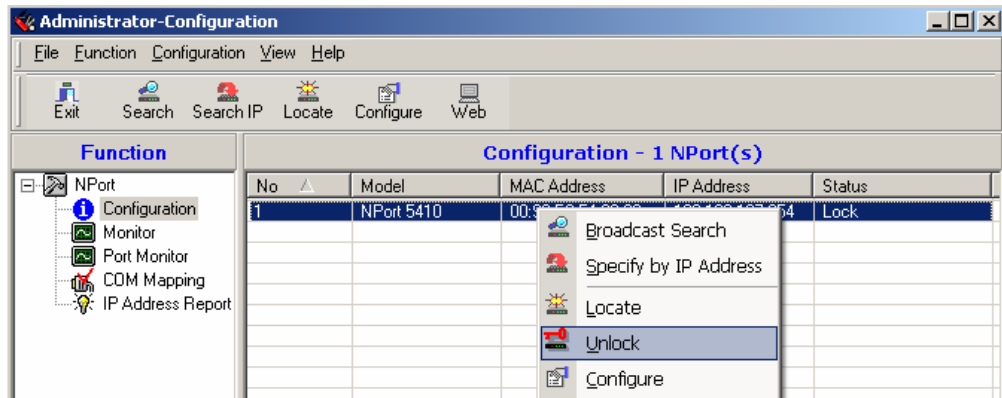 Administrator-Configuration
File Function Configuration View Help
Exit Search Search IP Locate Configure Web
Function
Configuration - 1 NPort(s)
NPort
Configuration
Monitor
Port Monitor
COM Mapping
IP Address Report
No Model MAC Address IP Address Status
1 NPort 5410 Lock
Broadcast Search
Specify by IP Address
Locate
Unlock
Configure